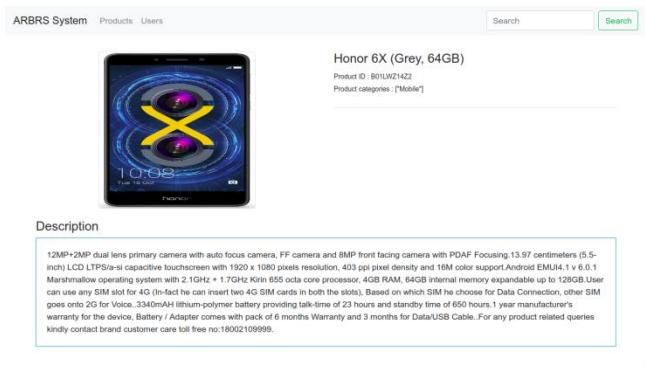 ARBRS System Products Users Search Search
Honor 6X (Grey, 64GB)
Product ID : B01LWZ14Z2
Product categories : ["Mobile"]
10:08
Tue 18 Oct
honor
Description
12MP+2MP dual lens primary camera with auto focus camera, FF camera and 8MP front facing camera with PDAF Focusing.13.97 centimeters (5.5-
inch) LCD LTPS/a-si capacitive touchscreen with 1920 x 1080 pixels resolution, 403 ppi pixel density and 16M color support.Android EMUI4.1 v 6.0.1
Marshmallow operating system with 2.1GHz + 1.7GHz Kirin 655 octa core processor, 4GB RAM, 64GB internal memory expandable up to 128GB.User
can use any SIM slot for 4G (In-fact he can insert two 4G SIM cards in both the slots), Based on which SIM he choose for Data Connection, other SIM
goes onto 2G for Voice..3340mAH lithium-polymer battery providing talk-time of 23 hours and standby time of 650 hours.1 year manufacturer's
warranty for the device, Battery / Adapter comes with pack of 6 months Warranty and 3 months for Data/USB Cable..For any product related queries
kindly contact brand customer care toll free no:18002109999.